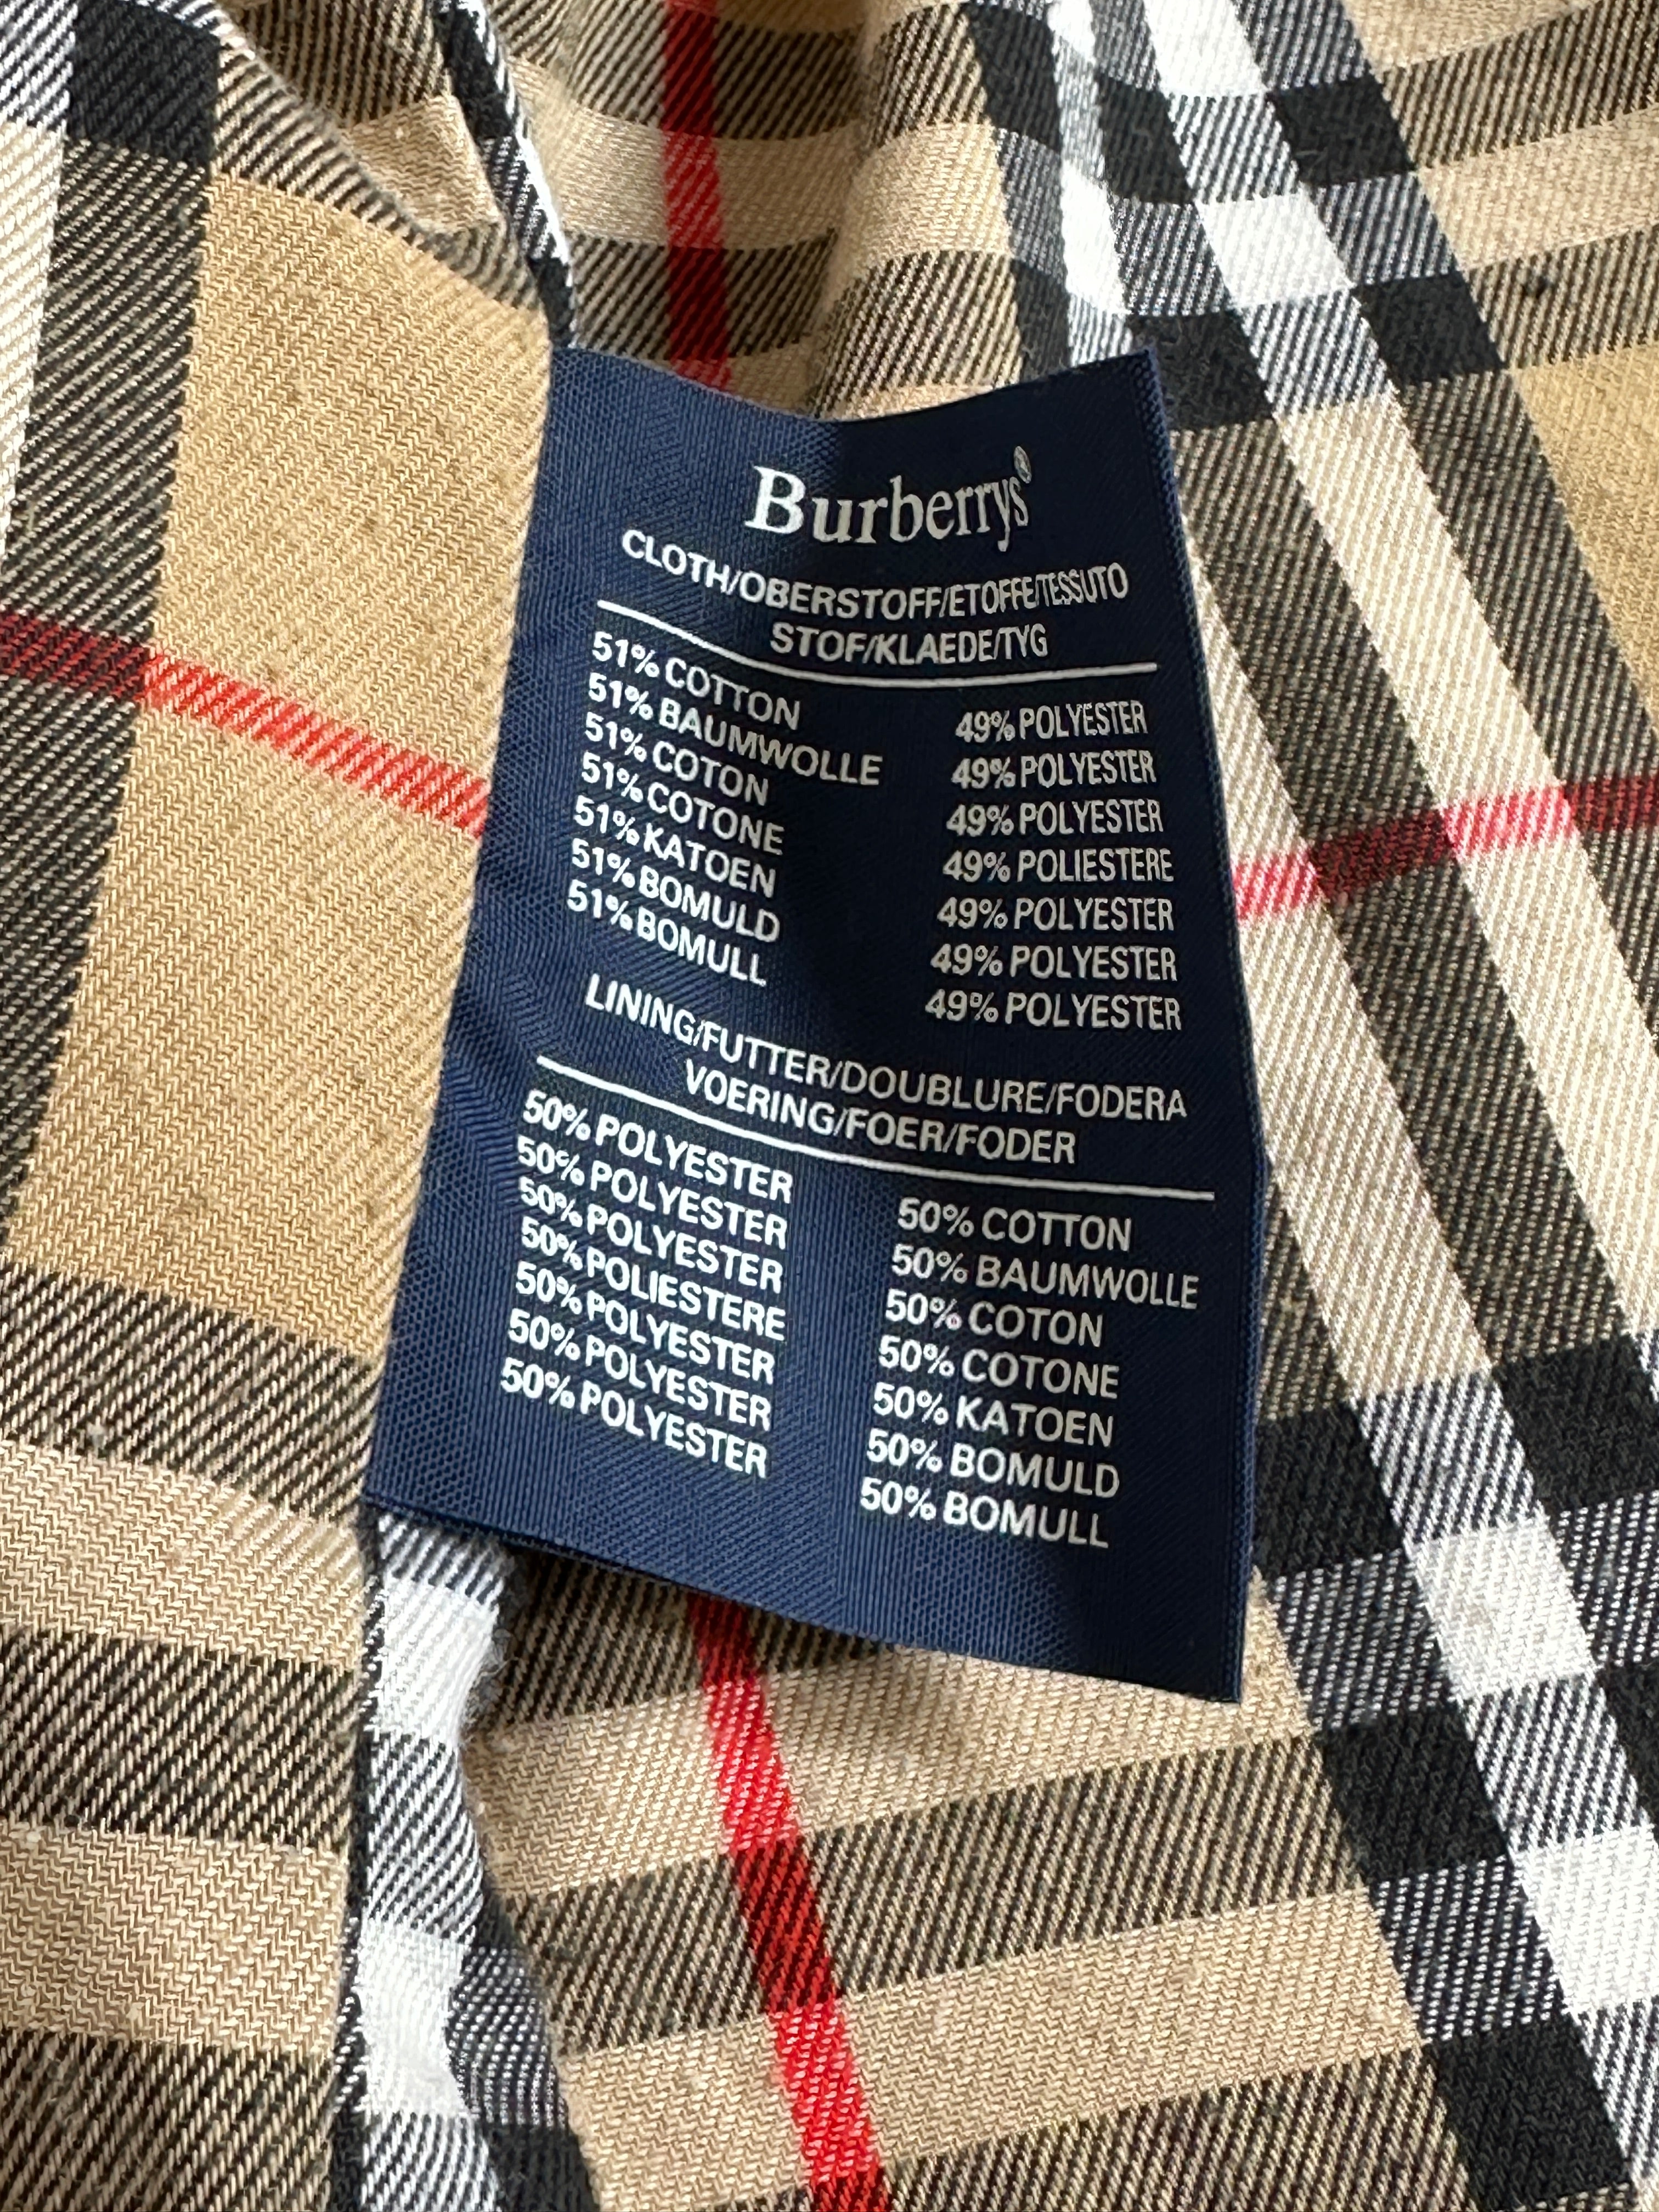 Burberrys®
CLOTH/OBERSTOFF/ETOFFE/TESSUTO
STOF/KLAEDE/TYG
51% COTTON 49% POLYESTER
51% BAUMWOLLE 49% POLYESTER
51% COTON 49% POLYESTER
51% COTONE 49% POLIESTERE
51% KATOEN 49% POLYESTER
51% BOMULD 49% POLYESTER
51% BOMULL 49% POLYESTER
LINING/FUTTER/DOUBLURE/FODERA
VOERING/FOER/FODER
50% POLYESTER 50% COTTON
50% POLYESTER 50% BAUMWOLLE
50% POLYESTER 50% COTON
50% POLIESTERE 50% COTONE
50% POLYESTER 50% KATOEN
50% POLYESTER 50% BOMULD
50% POLYESTER 50% BOMULL